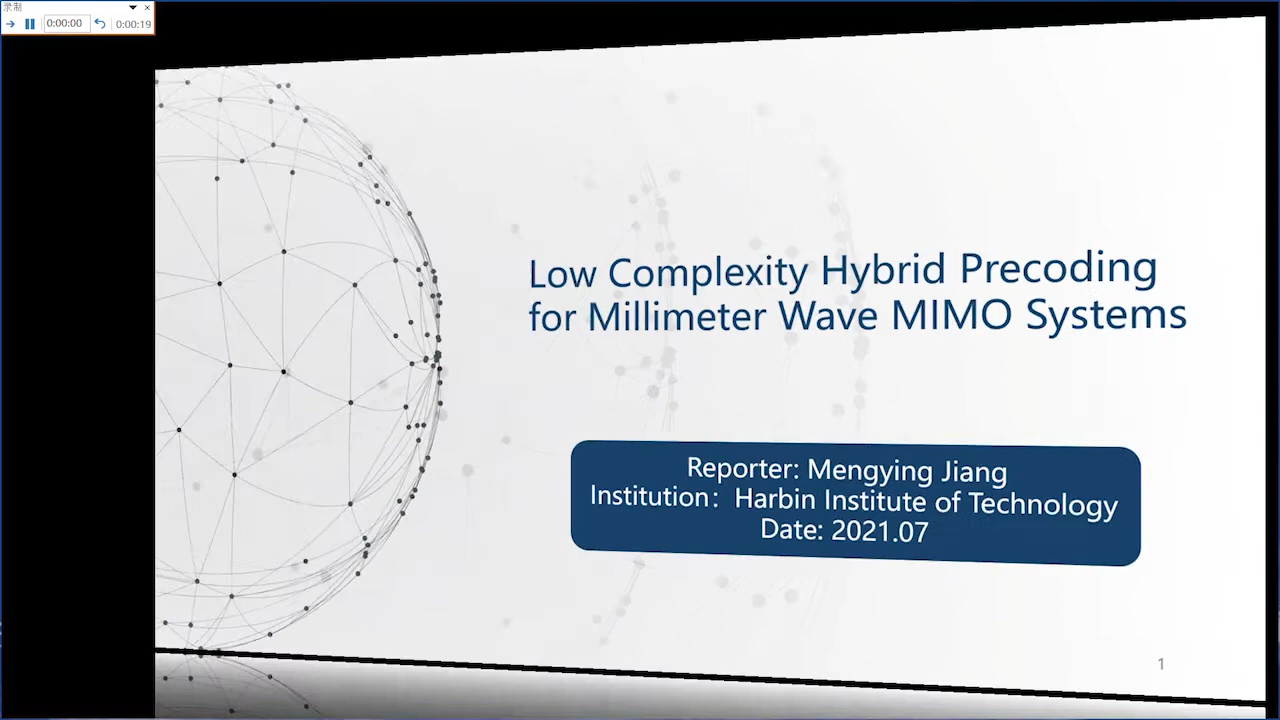 录制
0:00:00
0:00:19
Low Complexity Hybrid Precoding
for Millimeter Wave MIMO Systems
Reporter: Mengying Jiang
Institution：Harbin Institute of Technology
Date: 2021.07
1